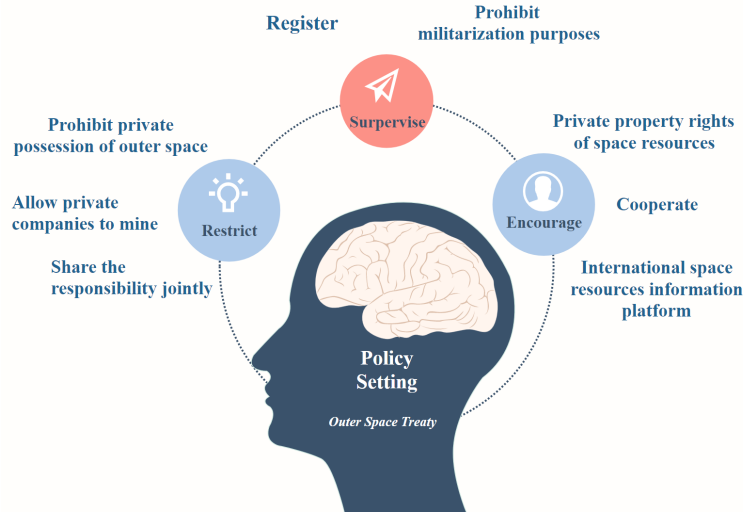 Register
Prohibit
militarization purposes
Surpervise
Prohibit private
possession of outer space
Allow private
companies to mine
Share the
responsibility jointly
Restrict
Private property rights
of space resources
Encourage
Cooperate
International space
resources information
platform
Policy
Setting
Outer Space Treaty